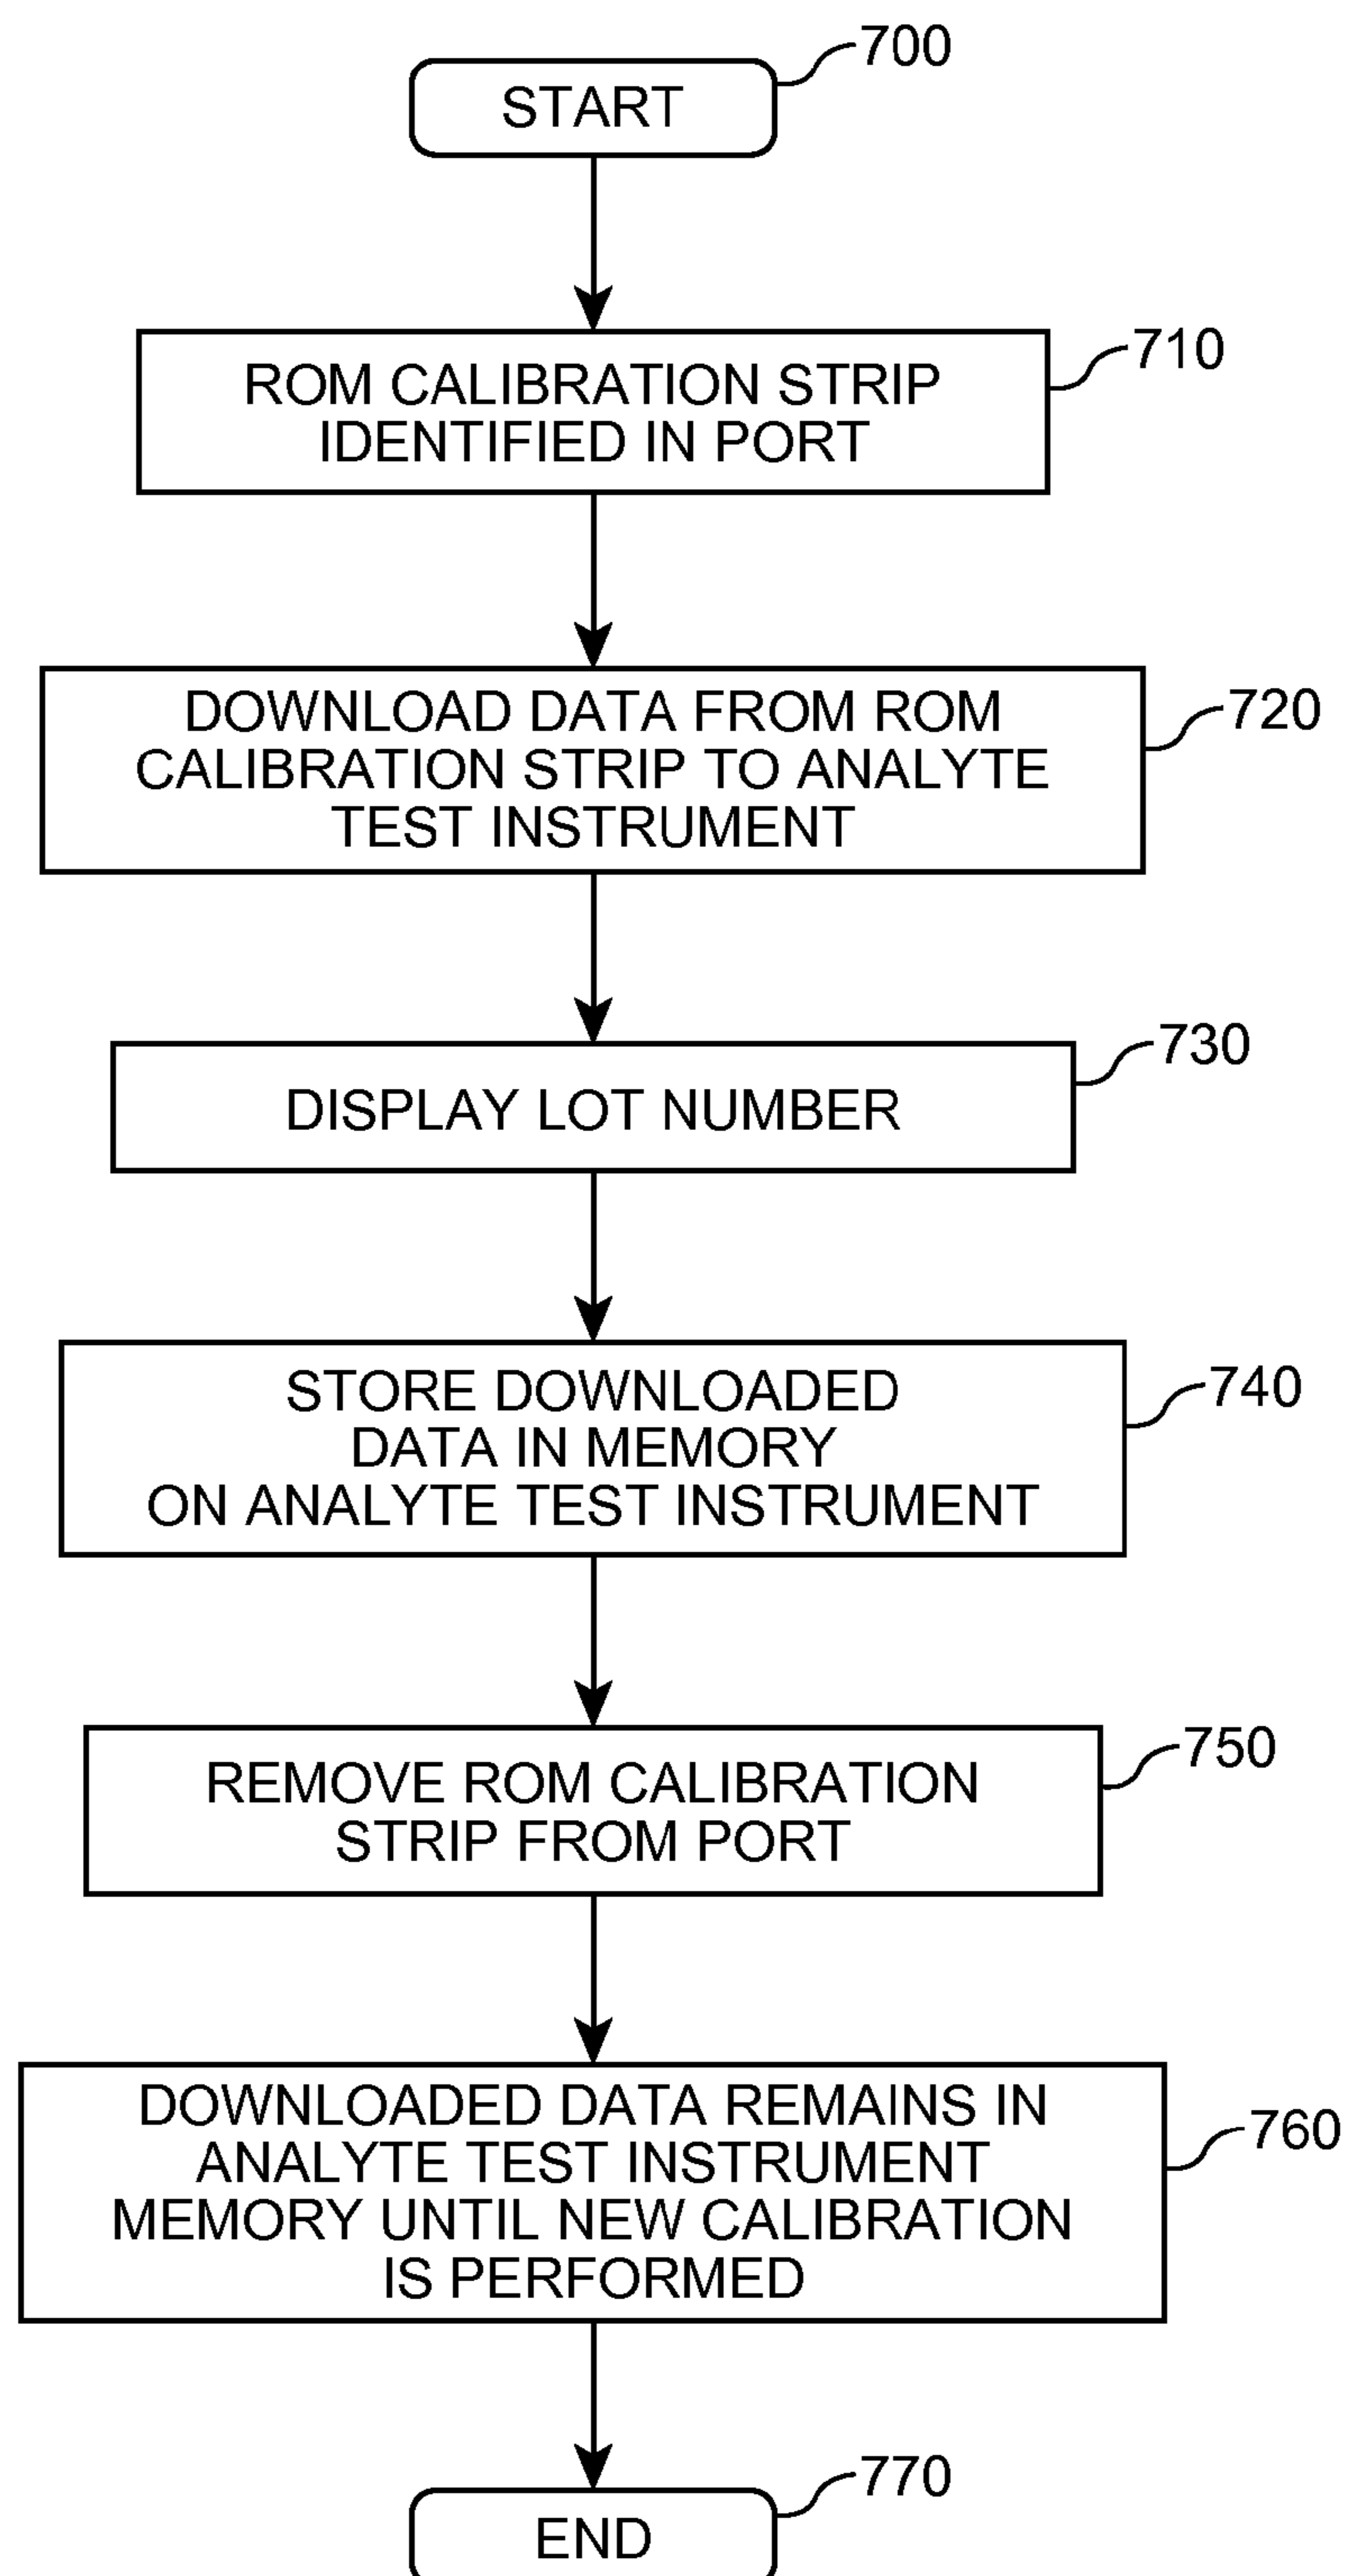 700
START
710
ROM CALIBRATION STRIP
IDENTIFIED IN PORT
720
DOWNLOAD DATA FROM ROM
CALIBRATION STRIP TO ANALYTE
TEST INSTRUMENT
730
DISPLAY LOT NUMBER
740
STORE DOWNLOADED
DATA IN MEMORY
ON ANALYTE TEST INSTRUMENT
750
REMOVE ROM CALIBRATION
STRIP FROM PORT
760
DOWNLOADED DATA REMAINS IN
ANALYTE TEST INSTRUMENT
MEMORY UNTIL NEW CALIBRATION
IS PERFORMED
770
END